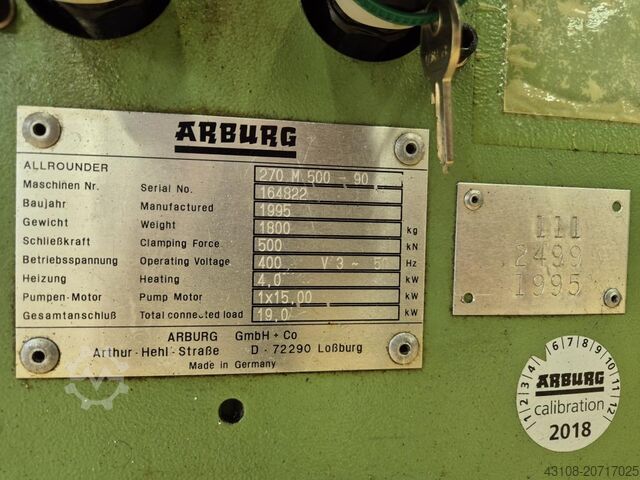 ARBURG
ALLROUNDER 270 M 500 - 90
Maschinen Nr. Serial No. 164822
Baujahr Manufactured 1995
Gewicht Weight 1800 kg
Schließkraft Clamping Force 500 kN
Betriebsspannung Operating Voltage 400 V 3 ~ Hz
Heizung Heating 4,0 kW
Pumpen-Motor Pump Motor 1x15,00 kW
Gesamtanschluß Total connected load 19,0 kW
ARBURG GmbH + Co
Arthur-Hehl-Straße D-72290 Loßburg
Made in Germany
111
2499
1995
1 2 3 4 5 6 7 8 9 10 11 12
ARBURG
calibration
2018
43108-20717025